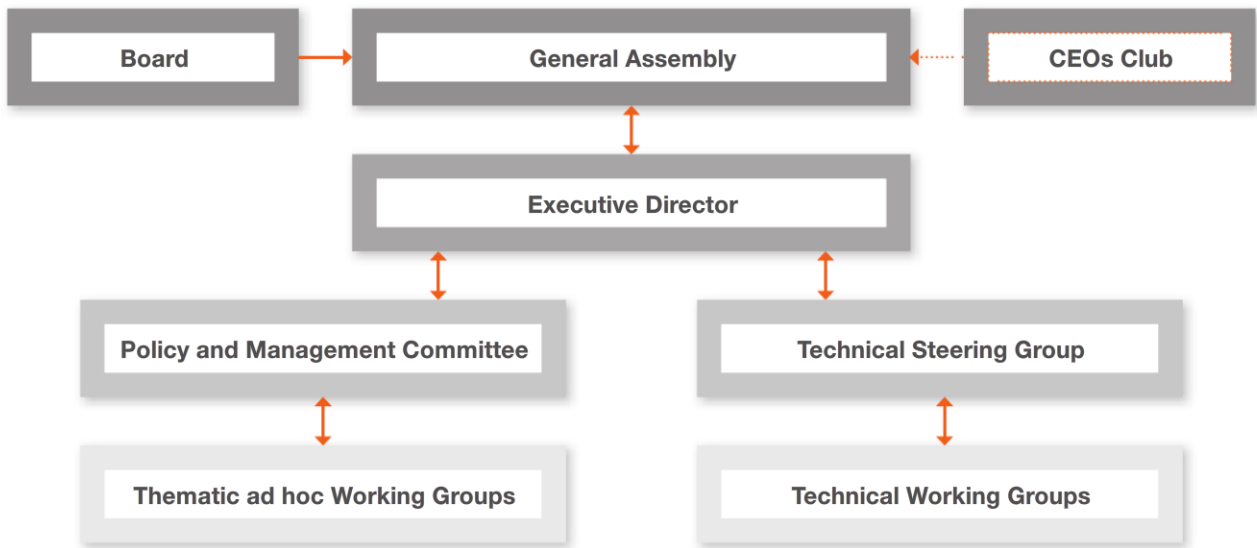 Board
General Assembly
CEOs Club
Executive Director
Policy and Management Committee
Technical Steering Group
Thematic ad hoc Working Groups
Technical Working Groups